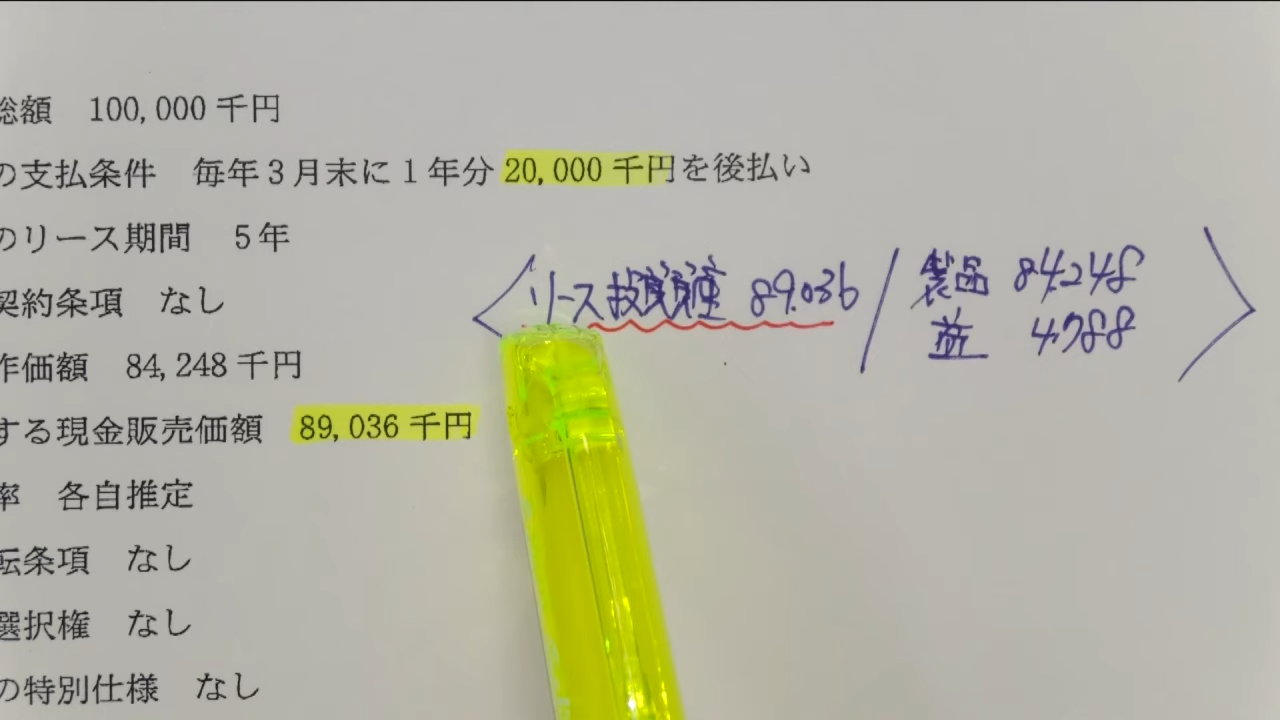 総額　100,000 千円
の支払条件　毎年3月末に1年分 20,000 千円を後払い
のリース期間　5年
契約条項　なし
作価額　84,248 千円
する現金販売価額　89,036 千円
率　各自推定
転条項　なし
選択権　なし
の特別仕様　なし
リース投資資産 89.036 / 製品 84.248
益 4.788